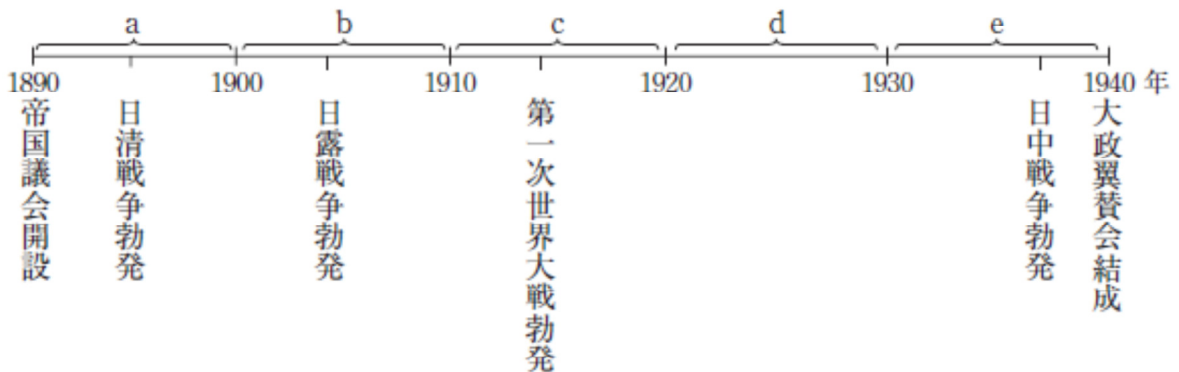 a b c d e
1890 1900 1910 1920 1930 1940 年
帝国議会開設
日清戦争勃発
日露戦争勃発
第一次世界大戦勃発
日中戦争勃発
大政翼賛会結成